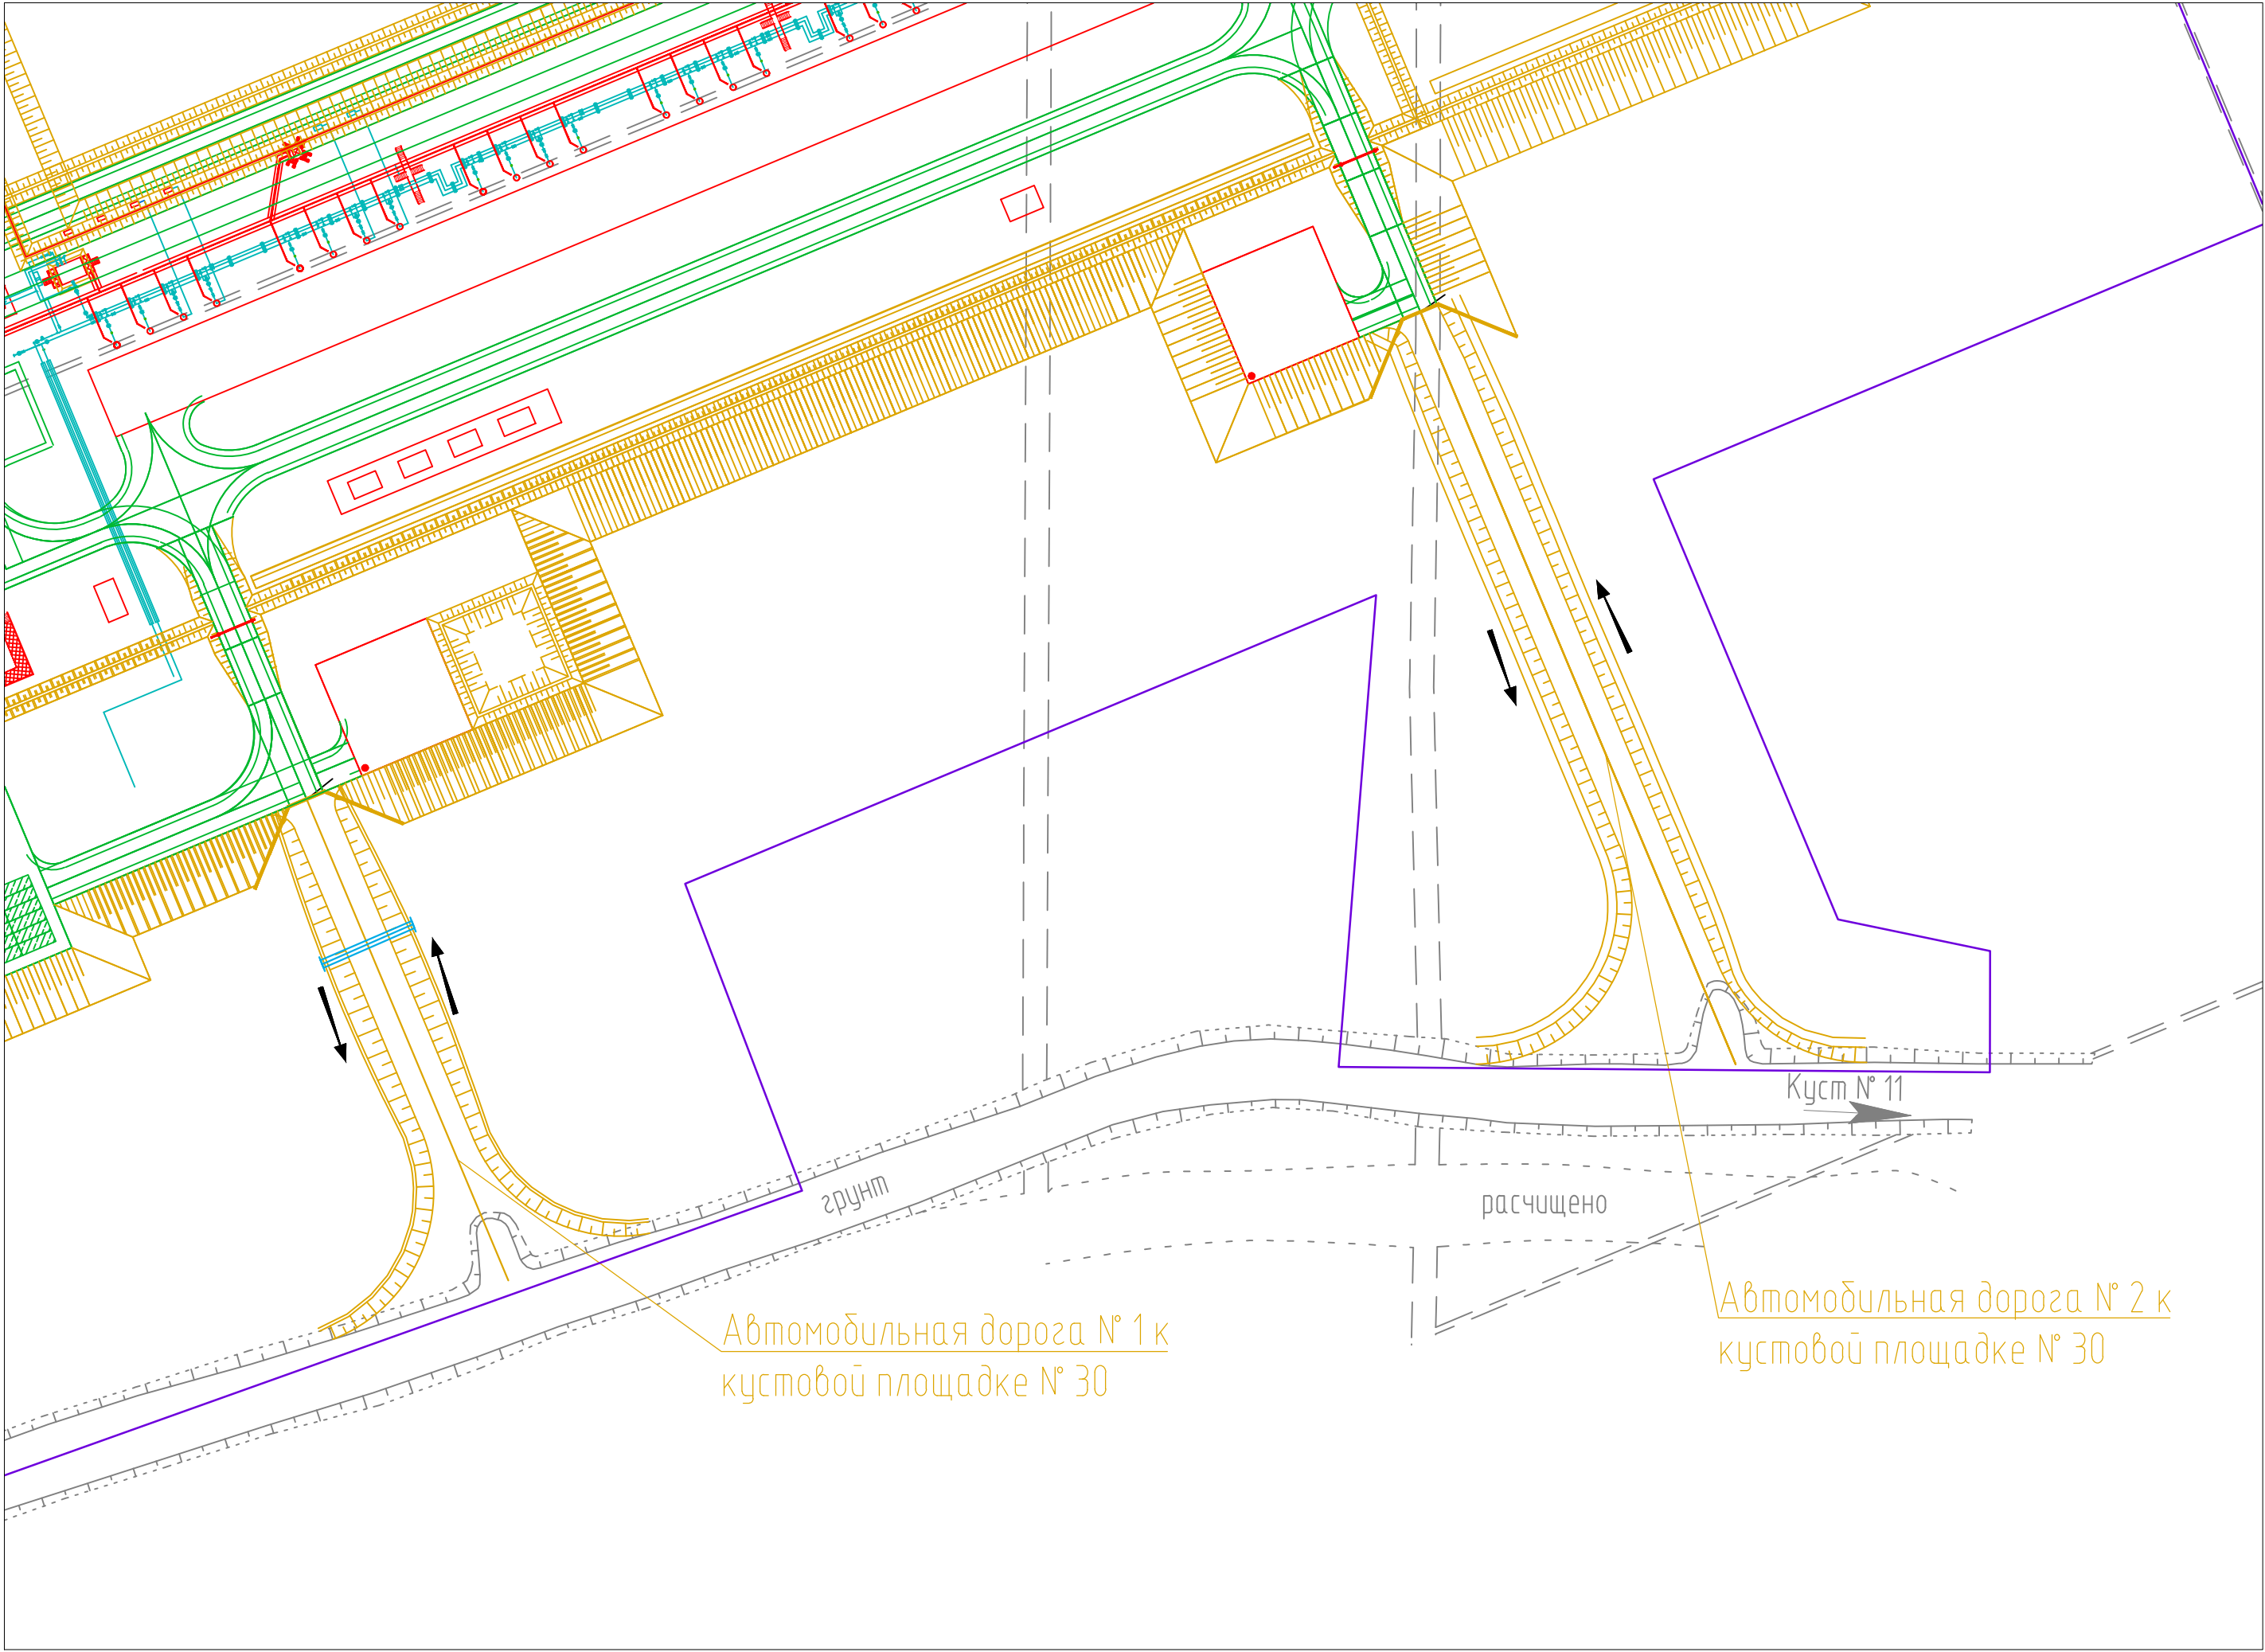 Куст № 11
грунт
расчищено
Автомобильная дорога № 2 к
кустовой площадке № 30
Автомобильная дорога № 1 к
кустовой площадке № 30